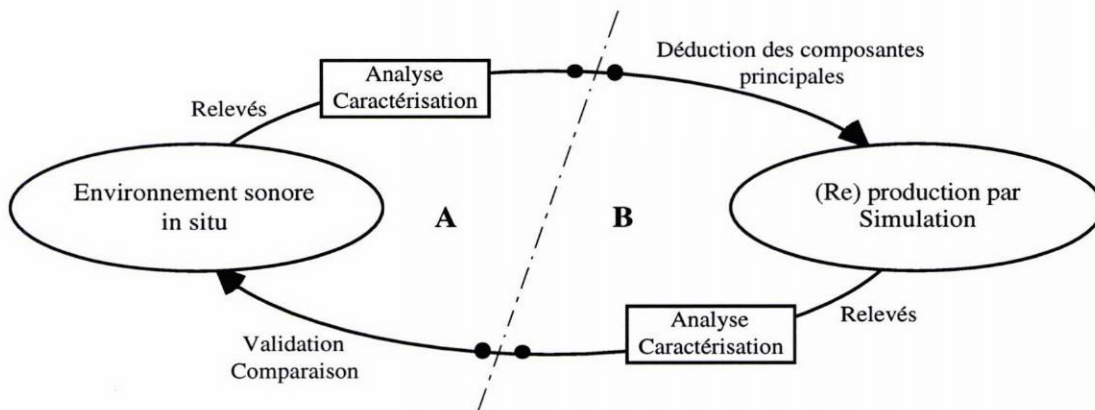 Déduction des composantes
principales
Analyse
Caractérisation
Relevés
Environnement sonore
in situ
A
B
(Re) production par
Simulation
Relevés
Analyse
Caractérisation
Validation
Comparaison